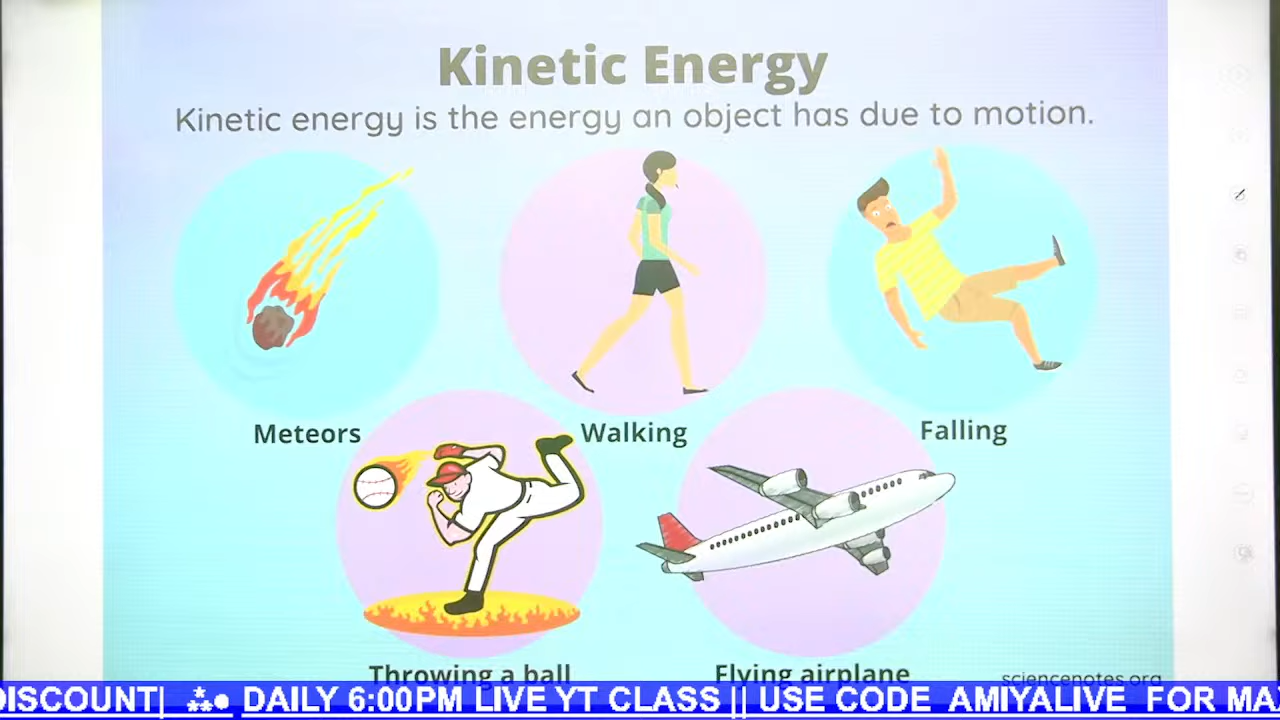 Kinetic Energy
Kinetic energy is the energy an object has due to motion.
Meteors
Walking
Falling
Throwing a ball
Flying airplane
sciencenotes.org
DISCOUNT| ⁂● DAILY 6:00PM LIVE YT CLASS || USE CODE AMIYALIVE FOR MA